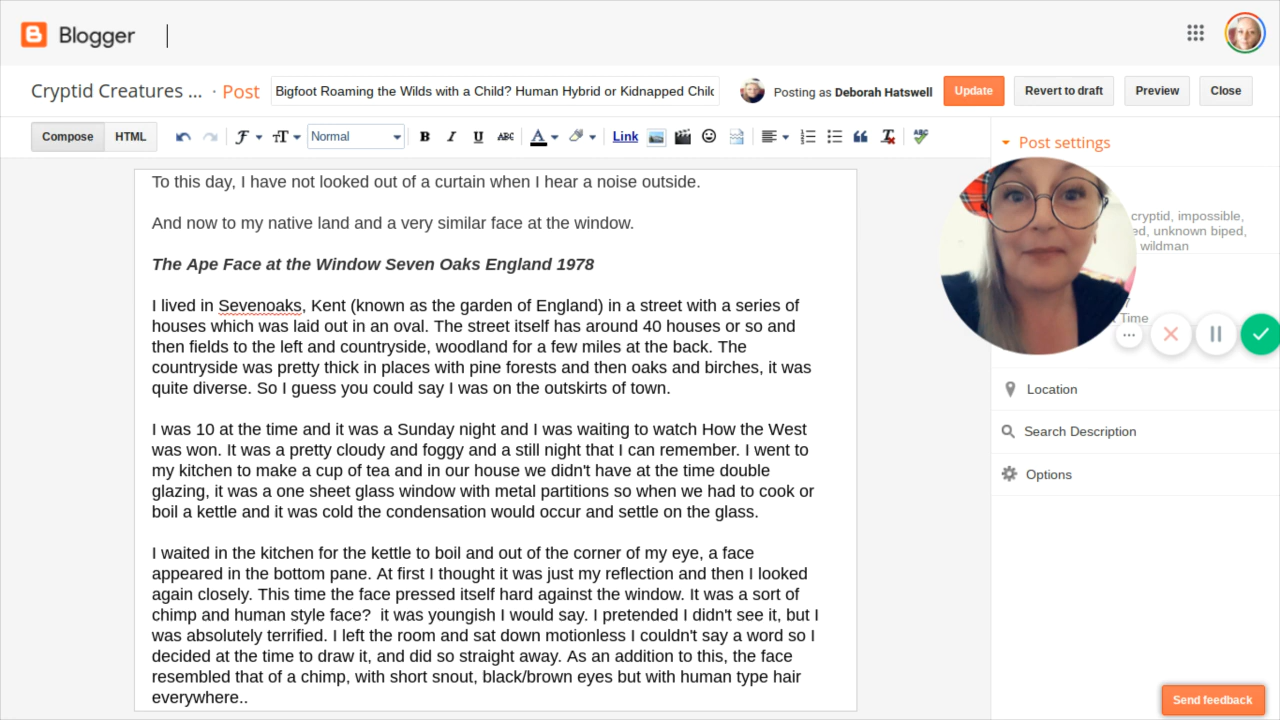 Blogger
Cryptid Creatures ... · Post
Bigfoot Roaming the Wilds with a Child? Human Hybrid or Kidnapped Chilc
Posting as Deborah Hatswell
Update
Revert to draft
Preview
Close
Compose
HTML
Normal
B I U ABC A
Link
Post settings
To this day, I have not looked out of a curtain when I hear a noise outside.
And now to my native land and a very similar face at the window.
The Ape Face at the Window Seven Oaks England 1978
I lived in Sevenoaks, Kent (known as the garden of England) in a street with a series of
houses which was laid out in an oval. The street itself has around 40 houses or so and
then fields to the left and countryside, woodland for a few miles at the back. The
countryside was pretty thick in places with pine forests and then oaks and birches, it was
quite diverse. So I guess you could say I was on the outskirts of town.
I was 10 at the time and it was a Sunday night and I was waiting to watch How the West
was won. It was a pretty cloudy and foggy and a still night that I can remember. I went to
my kitchen to make a cup of tea and in our house we didn't have at the time double
glazing, it was a one sheet glass window with metal partitions so when we had to cook or
boil a kettle and it was cold the condensation would occur and settle on the glass.
I waited in the kitchen for the kettle to boil and out of the corner of my eye, a face
appeared in the bottom pane. At first I thought it was just my reflection and then I looked
again closely. This time the face pressed itself hard against the window. It was a sort of
chimp and human style face?  it was youngish I would say. I pretended I didn't see it, but I
was absolutely terrified. I left the room and sat down motionless I couldn't say a word so I
decided at the time to draw it, and did so straight away. As an addition to this, the face
resembled that of a chimp, with short snout, black/brown eyes but with human type hair
everywhere..
cryptid, impossible,
ed, unknown biped,
wildman
Time
Location
Search Description
Options
Send feedback